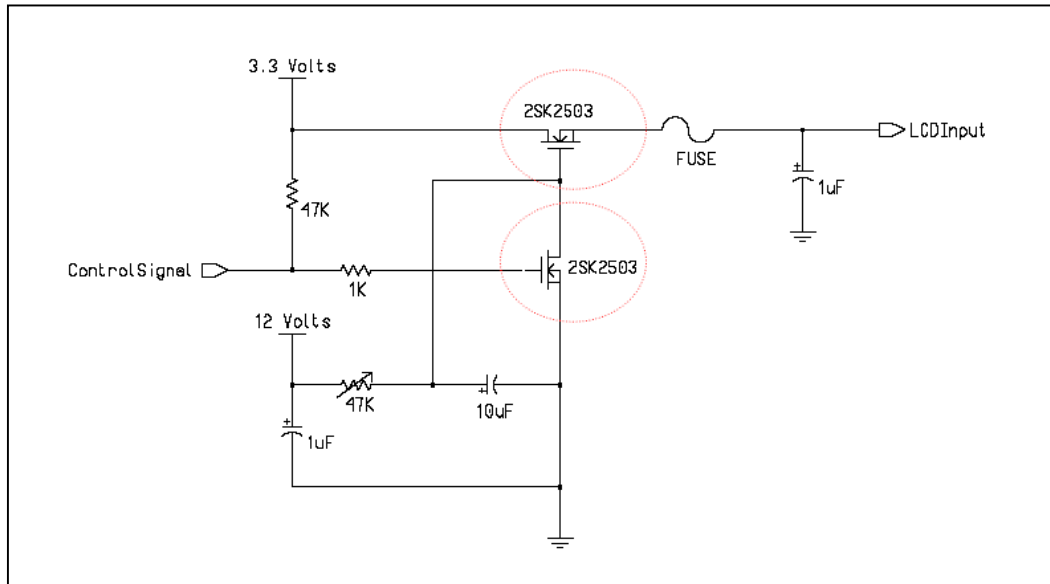 3.3 Volts
2SK2503
LCDInput
FUSE
+
1uF
47K
ControlSignal
2SK2503
1K
12 Volts
47K
+
10uF
+
1uF